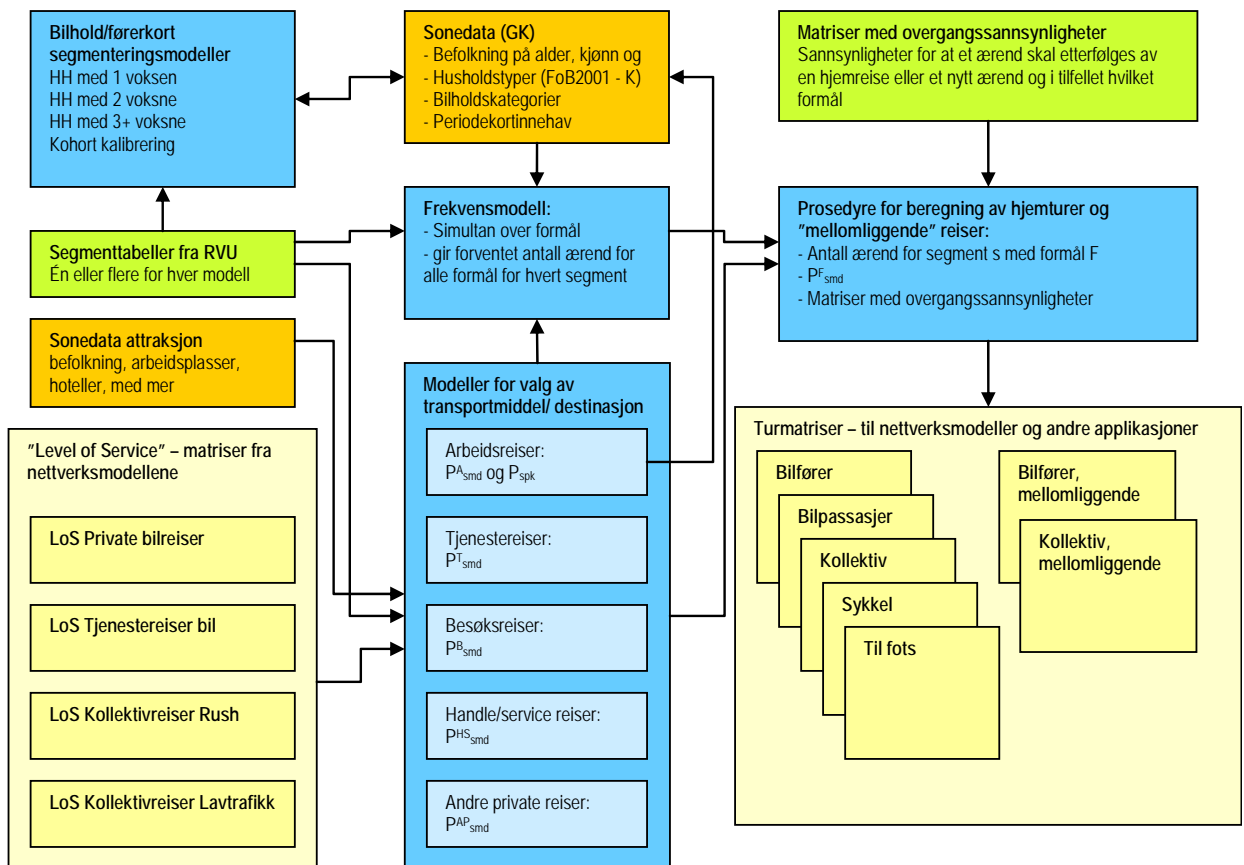 Bilhold/førerkort
segmenteringsmodeller
HH med 1 voksen
HH med 2 voksne
HH med 3+ voksne
Kohort kalibrering
Sonedata (GK)
- Befolkning på alder, kjønn og
- Husholdstyper (FoB2001 - K)
- Bilholdskategorier
- Periodekortinnehav
Matriser med overgangssannsynligheter
Sannsynligheter for at et ærend skal etterfølges av
en hjemreise eller et nytt ærend og i tilfellet hvilket
formål
Segmenttabeller fra RVU
Én eller flere for hver modell
Frekvensmodell:
- Simultan over formål
- gir forventet antall ærend for
alle formål for hvert segment
Prosedyre for beregning av hjemturer og
”mellomliggende” reiser:
- Antall ærend for segment s med formål F
- P^F_smd
- Matriser med overgangssannsynligheter
Sonedata attraksjon
befolkning, arbeidsplasser,
hoteller, med mer
”Level of Service” – matriser fra
nettverksmodellene
LoS Private bilreiser
LoS Tjenestereiser bil
LoS Kollektivreiser Rush
LoS Kollektivreiser Lavtrafikk
Modeller for valg av
transportmiddel/ destinasjon
Arbeidsreiser:
P^A_smd og P_spk
Tjenestereiser:
P^T_smd
Besøksreiser:
P^B_smd
Handle/service reiser:
P^HS_smd
Andre private reiser:
P^AP_smd
Turmatriser – til nettverksmodeller og andre applikasjoner
Bilfører
Bilpassasjer
Kollektiv
Sykkel
Til fots
Bilfører,
mellomliggende
Kollektiv,
mellomliggende